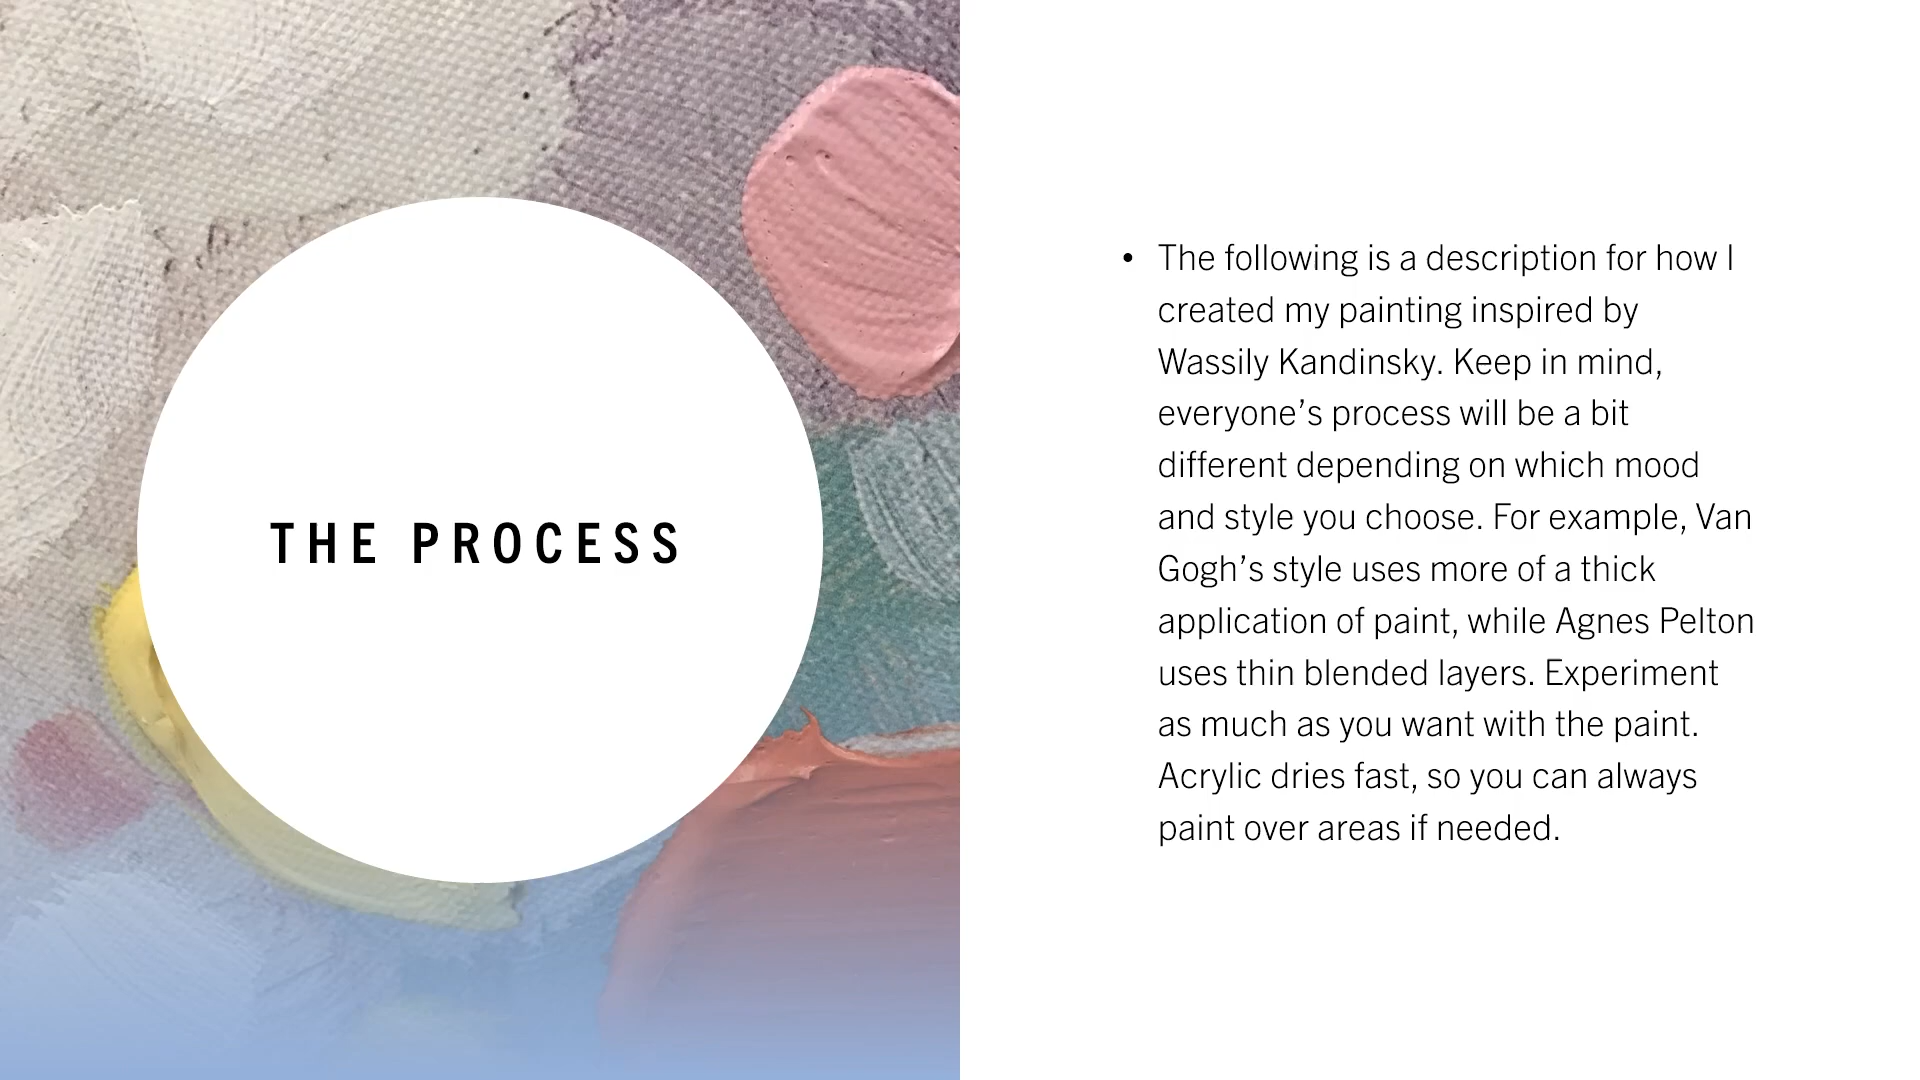 THE PROCESS
• The following is a description for how I
created my painting inspired by
Wassily Kandinsky. Keep in mind,
everyone’s process will be a bit
different depending on which mood
and style you choose. For example, Van
Gogh’s style uses more of a thick
application of paint, while Agnes Pelton
uses thin blended layers. Experiment
as much as you want with the paint.
Acrylic dries fast, so you can always
paint over areas if needed.